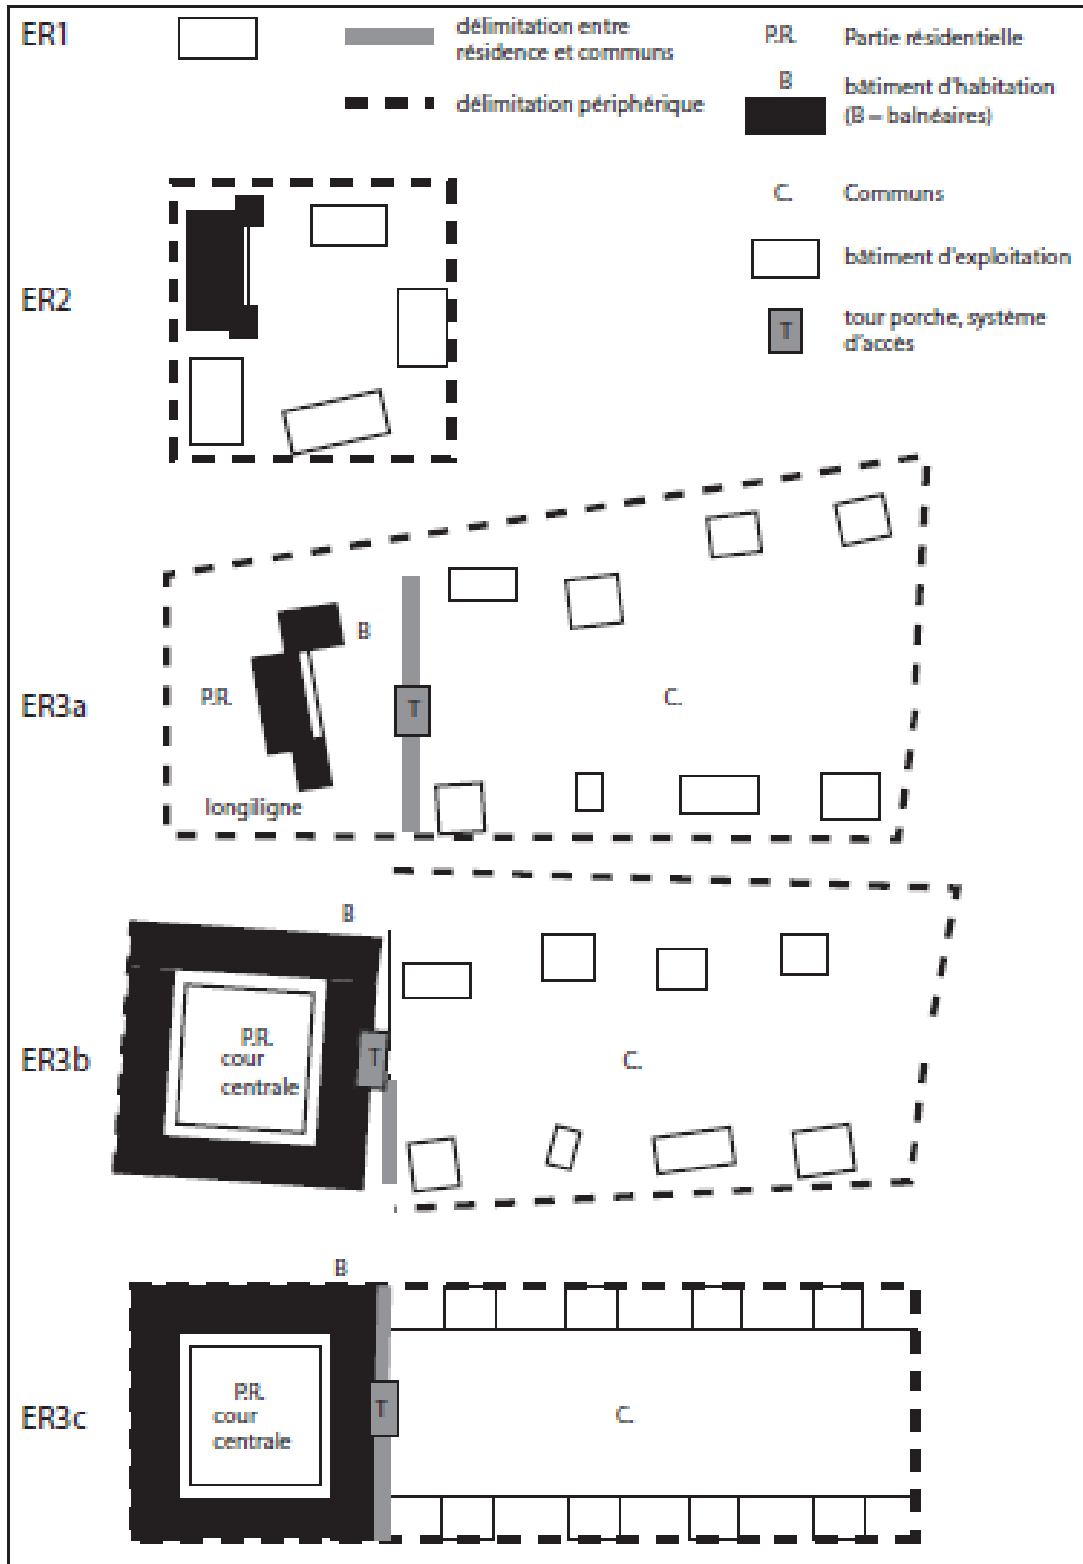 ER1
délimitation entre
résidence et communs
délimitation périphérique
P.R.
Partie résidentielle
B
bâtiment d'habitation
(B – balnéaires)
C.
Communs
bâtiment d'exploitation
T
tour porche, système
d'accès
ER2
ER3a
B
P.R.
T
C.
longiligne
ER3b
B
P.R.
cour
centrale
T
C.
ER3c
B
P.R.
cour
centrale
T
C.